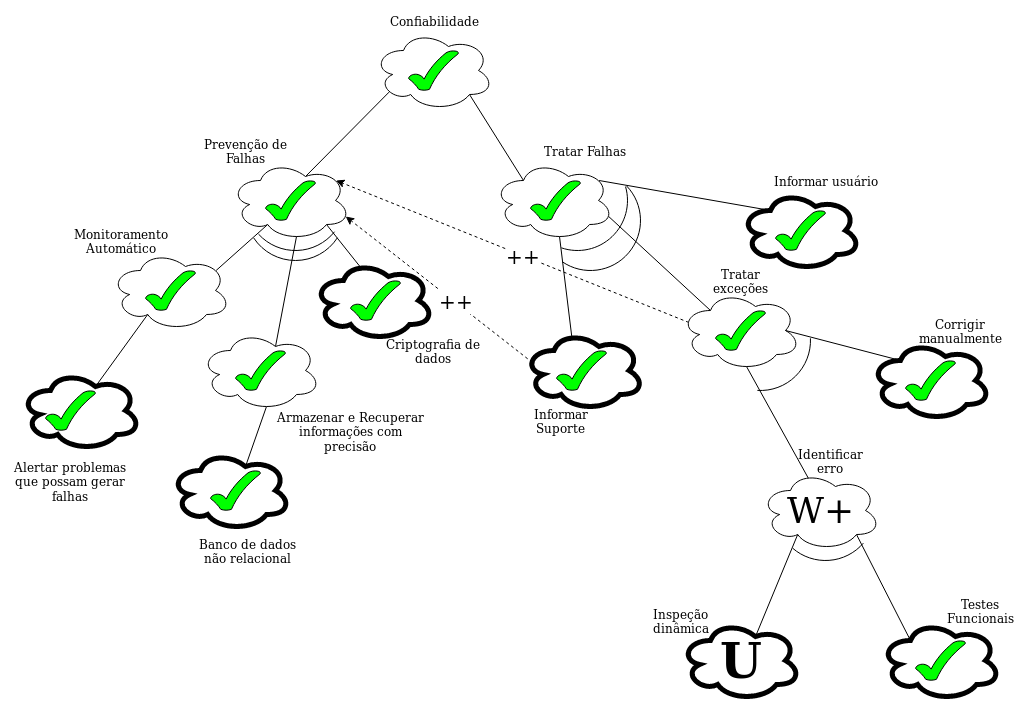 Confiabilidade
Prevenção de
Falhas
Tratar Falhas
Informar usuário
Monitoramento
Automático
++
Tratar
exceções
++
Criptografia de
dados
Corrigir
manualmente
Armazenar e Recuperar
informações com
precisão
Informar
Suporte
Alertar problemas
que possam gerar
falhas
Identificar
erro
W+
Banco de dados
não relacional
Inspeção
dinâmica
Testes
Funcionais
U